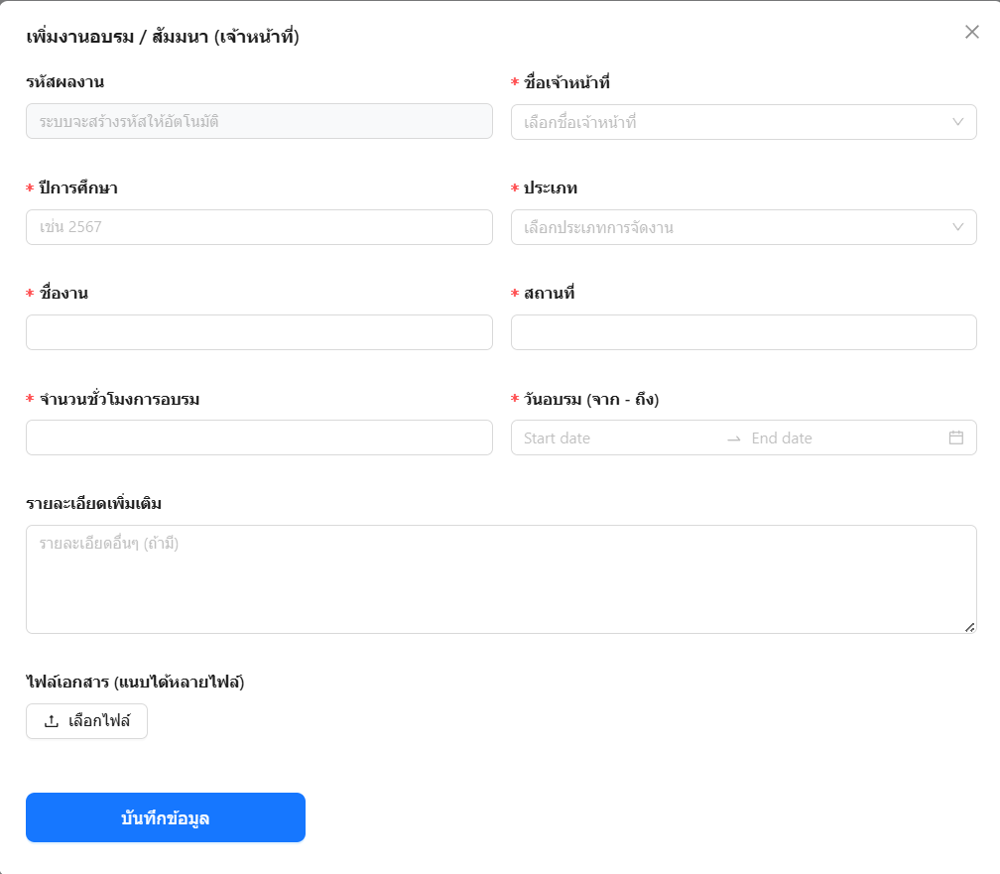 เพิ่มงานอบรม / สัมมนา (เจ้าหน้าที่)
รหัสผลงาน
ระบบจะสร้างรหัสให้อัตโนมัติ
* ชื่อเจ้าหน้าที่
เลือกชื่อเจ้าหน้าที่
* ปีการศึกษา
เช่น 2567
* ประเภท
เลือกประเภทการจัดงาน
* ชื่องาน
* สถานที่
* จำนวนชั่วโมงการอบรม
* วันอบรม (จาก - ถึง)
Start date → End date
รายละเอียดเพิ่มเติม
รายละเอียดอื่นๆ (ถ้ามี)
ไฟล์เอกสาร (แนบได้หลายไฟล์)
เลือกไฟล์
บันทึกข้อมูล